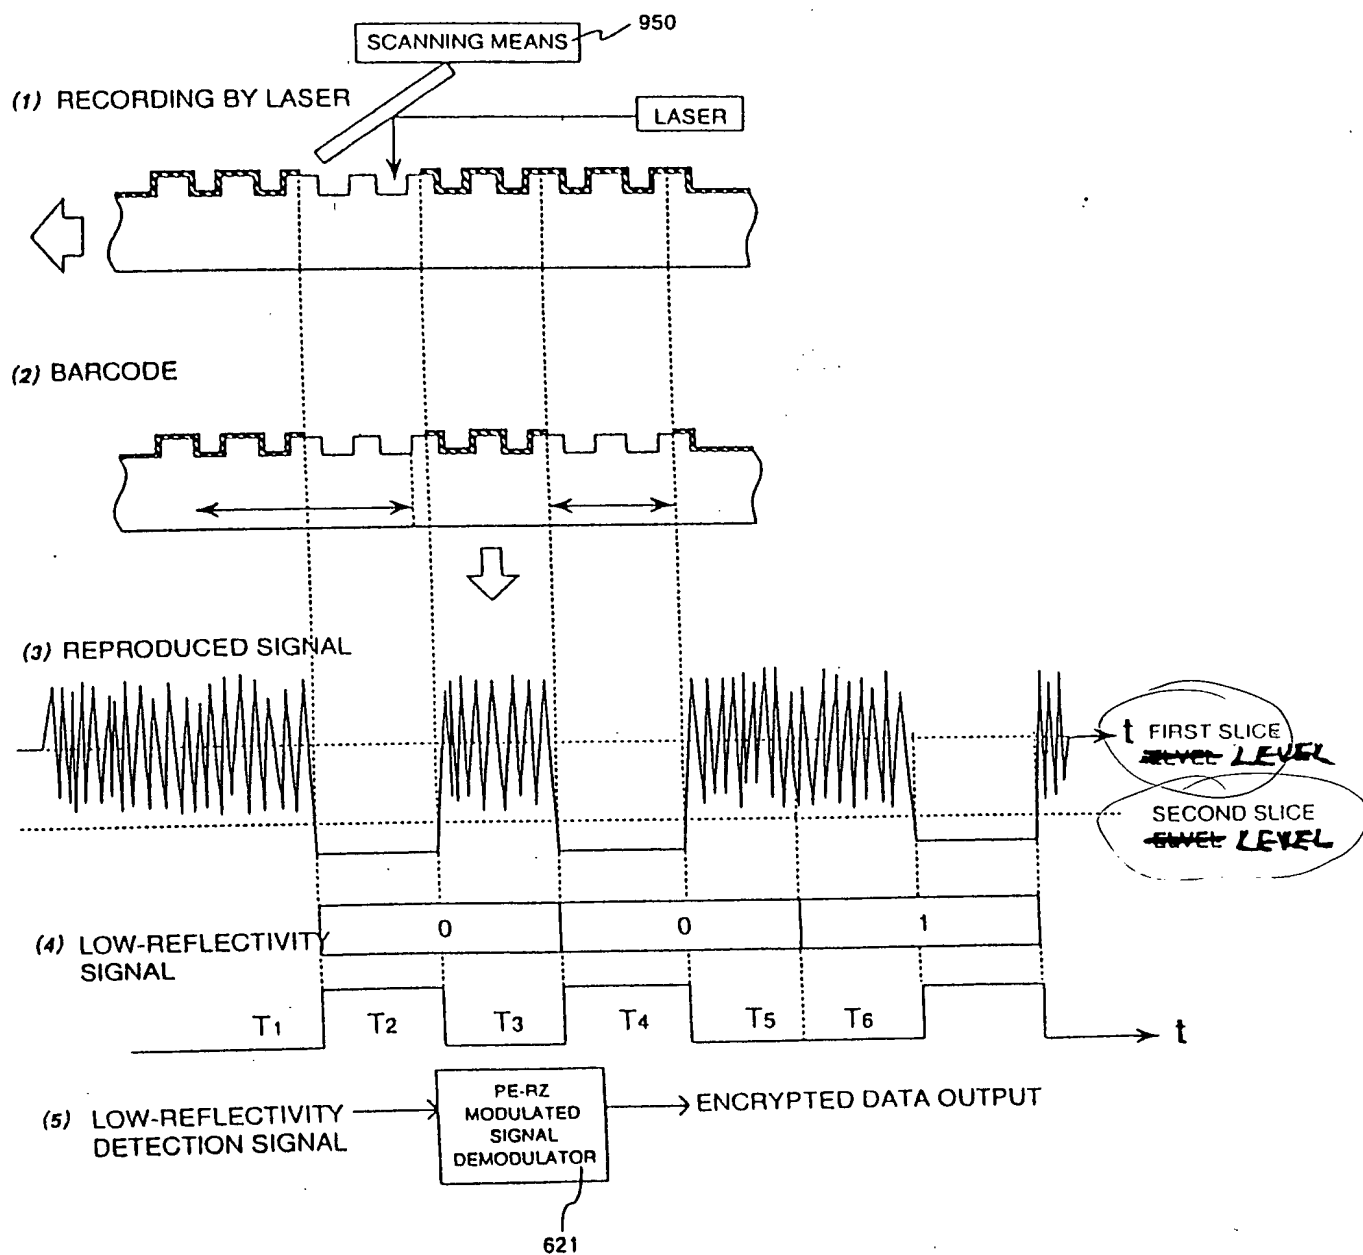 950
SCANNING MEANS
(1) RECORDING BY LASER
LASER
(2) BARCODE
(3) REPRODUCED SIGNAL
t FIRST SLICE
LEVEL
SECOND SLICE
LEVEL
0 0 1
(4) LOW-REFLECTIVITY
SIGNAL
T1 T2 T3 T4 T5 T6
t
(5) LOW-REFLECTIVITY
DETECTION SIGNAL
PE-RZ
MODULATED
SIGNAL
DEMODULATOR
ENCRYPTED DATA OUTPUT
621